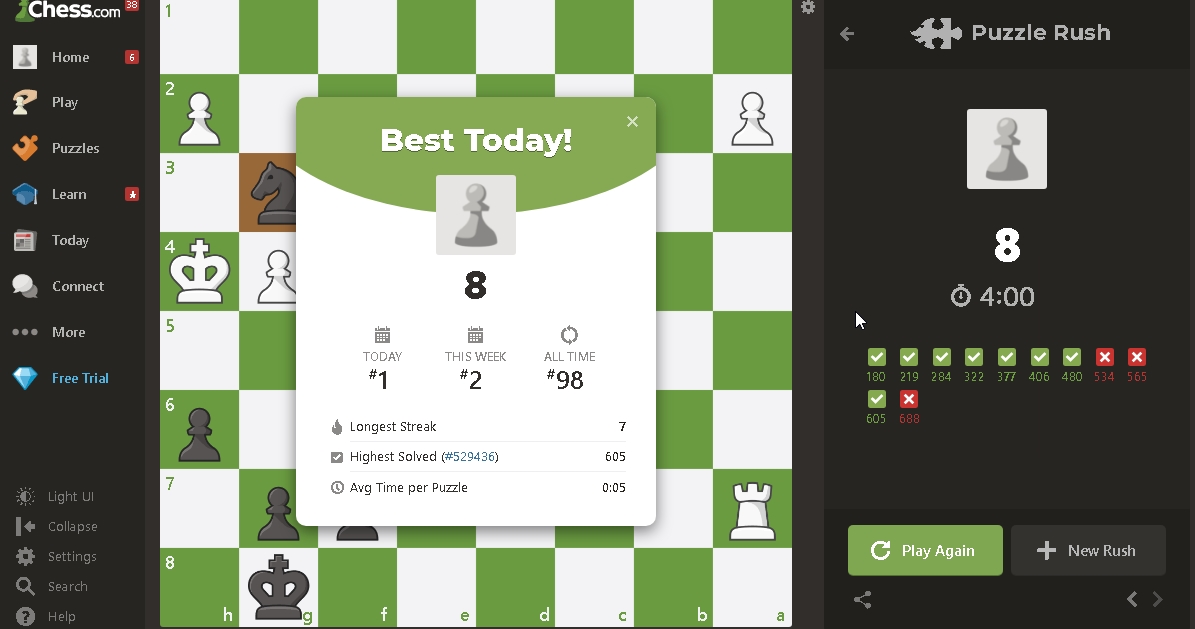 Chess.com 38
Home 6
Play
Puzzles
Learn
Today
Connect
More
Free Trial
Light UI
Collapse
Settings
Search
Help
1
2
3
4
5
6
7
8
h g f e d c b a
Best Today!
8
TODAY THIS WEEK ALL TIME
#1 #2 #98
Longest Streak 7
Highest Solved (#529436) 605
Avg Time per Puzzle 0:05
Puzzle Rush
8
4:00
180 219 284 322 377 406 480 534 565
605 688
Play Again
New Rush